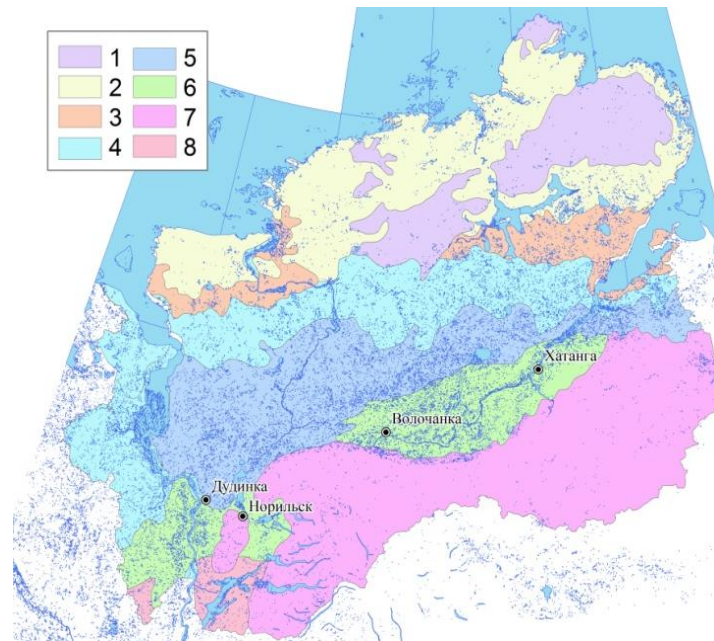 1 5
2 6
3 7
4 8
Хатанга
Волочанка
Дудинка
Норильск